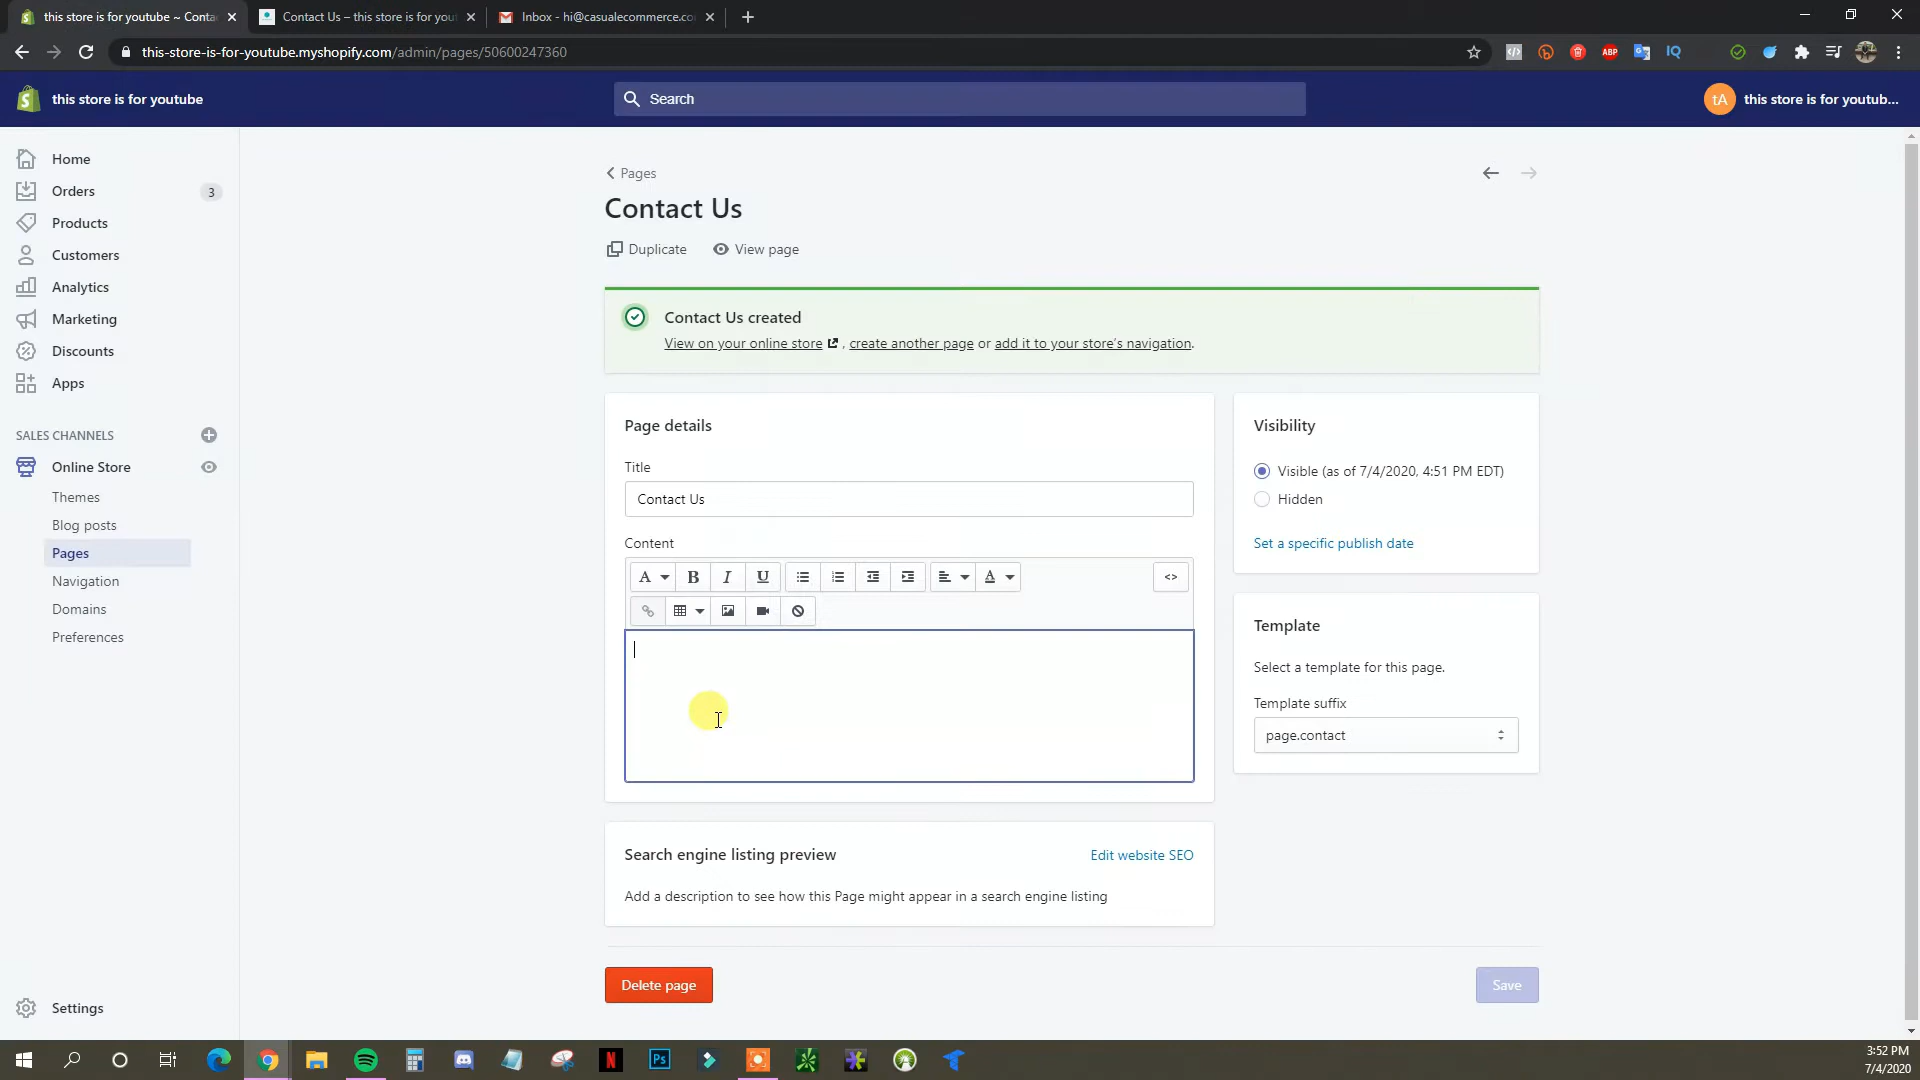 this store is for youtube ~ Conta
Contact Us – this store is for yout
Inbox - hi@casualecommerce.co
this-store-is-for-youtube.myshopify.com/admin/pages/50600247360
ABP
IQ
this store is for youtube
Search
tA
this store is for youtub...
Home
Orders
3
Products
Customers
Analytics
Marketing
Discounts
Apps
SALES CHANNELS
Online Store
Themes
Blog posts
Pages
Navigation
Domains
Preferences
Settings
Pages
Contact Us
Duplicate
View page
Contact Us created
View on your online store , create another page or add it to your store's navigation.
Page details
Title
Contact Us
Content
A B I U A <>
Search engine listing preview
Edit website SEO
Add a description to see how this Page might appear in a search engine listing
Visibility
Visible (as of 7/4/2020, 4:51 PM EDT)
Hidden
Set a specific publish date
Template
Select a template for this page.
Template suffix
page.contact
Delete page
Save
N
Ps
3:52 PM
7/4/2020